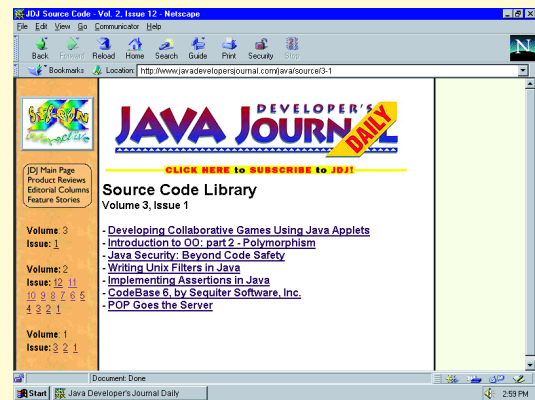 JDJ Source Code - Vol. 2, Issue 12 - Netscape
File Edit View Go Communicator Help
Back Forward Reload Home Search Guide Print Security Stop
N
Bookmarks Location: http://www.javadevelopersjournal.com/java/source/3-1
DEVELOPER'S
JAVA JOURNAL
DAILY
CLICK HERE to SUBSCRIBE to JDJ!
JDJ Main Page
Product Reviews
Editorial Columns
Feature Stories
Source Code Library
Volume 3, Issue 1
Volume: 3
Issue: 1
Volume: 2
Issue: 12 11
10 9 8 7 6 5
4 3 2 1
Volume: 1
Issue: 3 2 1
- Developing Collaborative Games Using Java Applets
- Introduction to OO: part 2 - Polymorphism
- Java Security: Beyond Code Safety
- Writing Unix Filters in Java
- Implementing Assertions in Java
- CodeBase 6, by Sequiter Software, Inc.
- POP Goes the Server
Document: Done
Start Java Developer's Journal Daily 2:59 PM